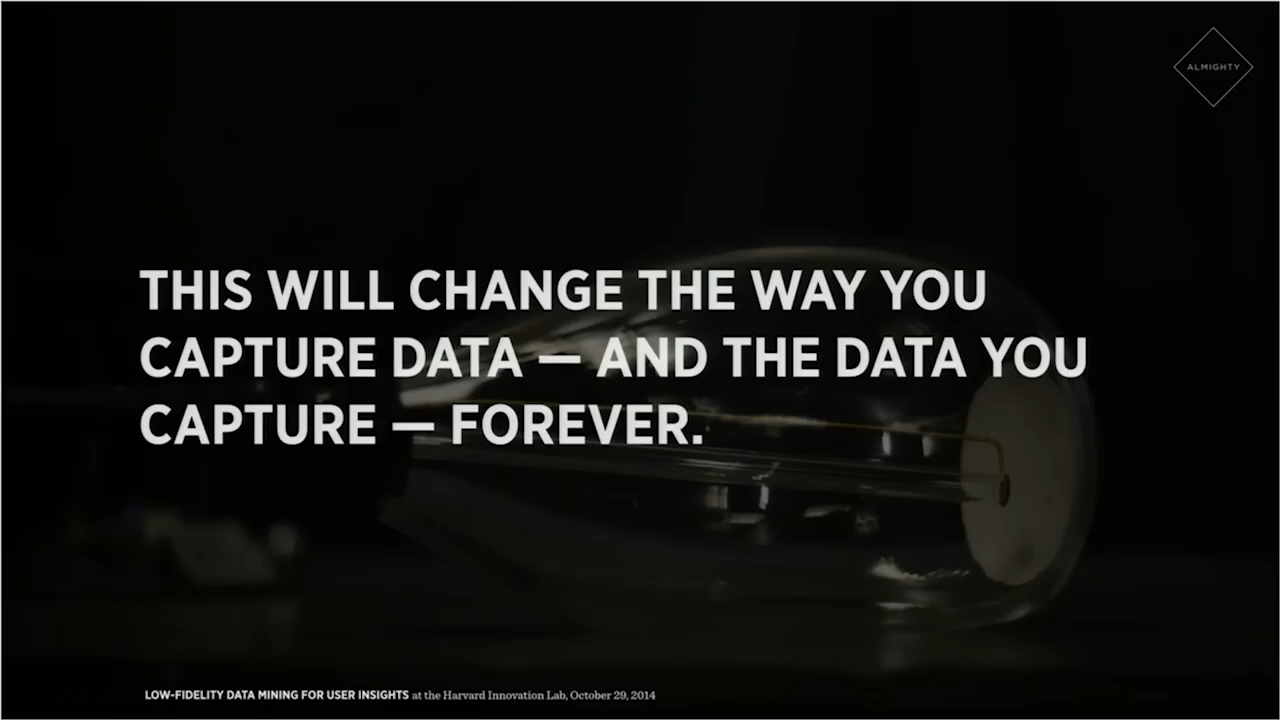 ALMIGHTY
THIS WILL CHANGE THE WAY YOU
CAPTURE DATA — AND THE DATA YOU
CAPTURE — FOREVER.
LOW-FIDELITY DATA MINING FOR USER INSIGHTS at the Harvard Innovation Lab, October 29, 2014